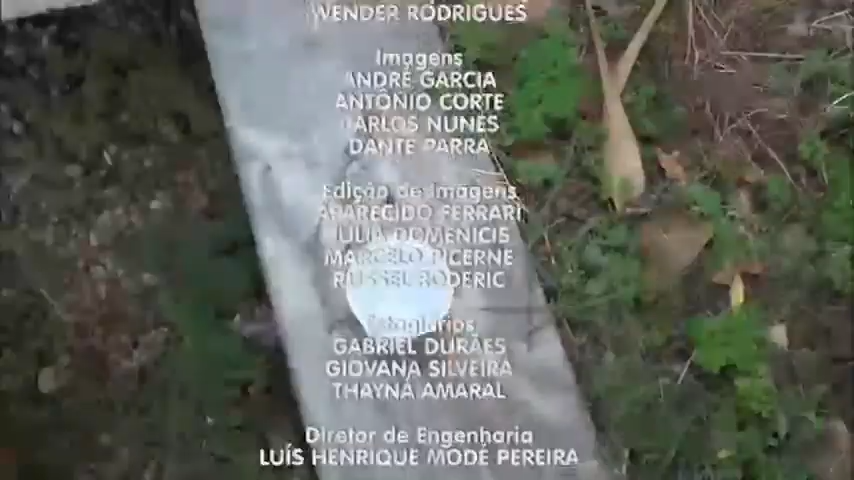 WENDER RODRIGUES
Imagens
ANDRÉ GARCIA
ANTÔNIO CORTE
CARLOS NUNES
DANTE PARRA
Edição de Imagens
APARECIDO FERRARI
JULIA DOMENICIS
MARCELO PICERNE
RUSSEL RODERIC
Estagiários
GABRIEL DURÃES
GIOVANA SILVEIRA
THAYNÁ AMARAL
Diretor de Engenharia
LUÍS HENRIQUE MODÉ PEREIRA